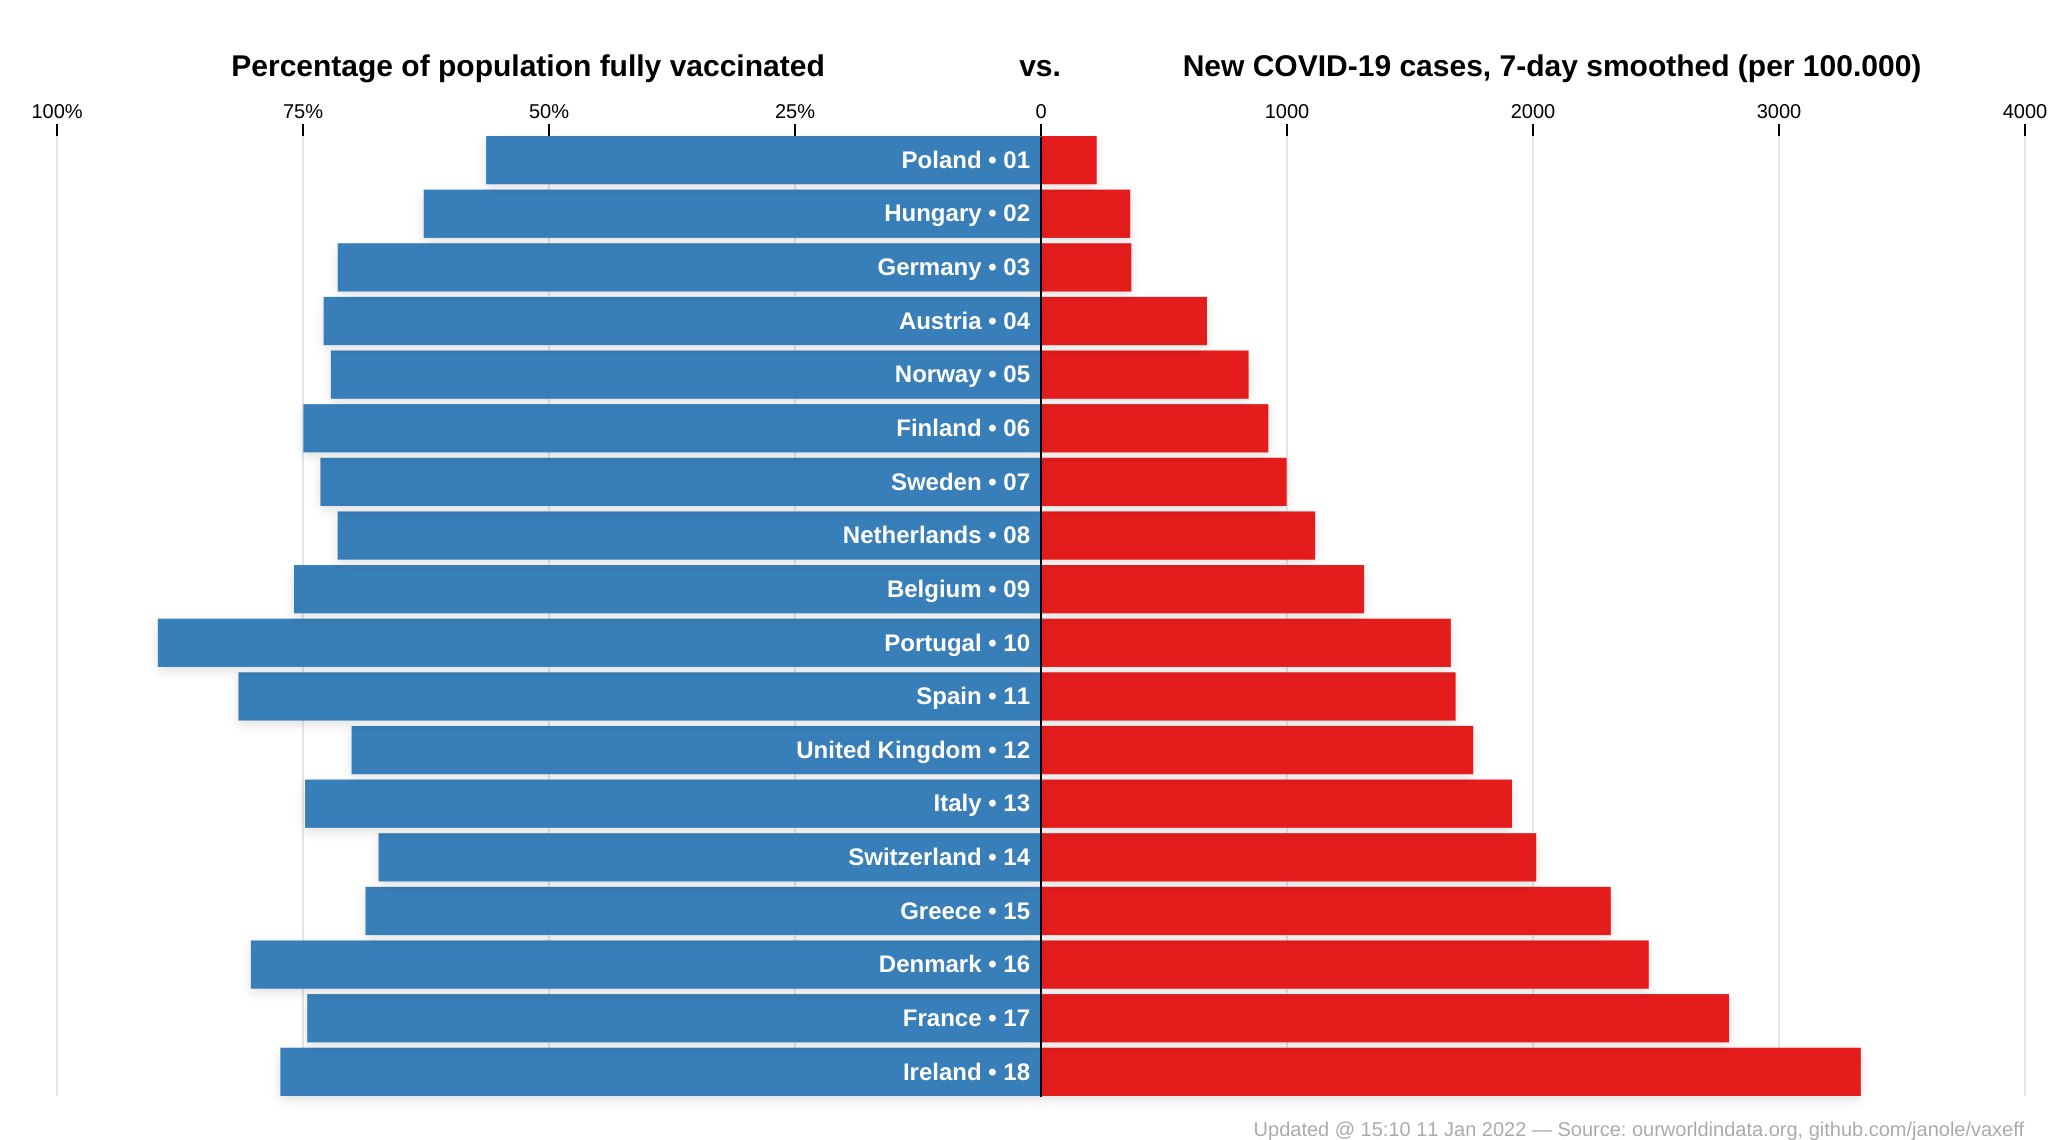 Percentage of population fully vaccinated vs. New COVID-19 cases, 7-day smoothed (per 100.000)
100% 75% 50% 25% 0 1000 2000 3000 4000
Poland • 01
Hungary • 02
Germany • 03
Austria • 04
Norway • 05
Finland • 06
Sweden • 07
Netherlands • 08
Belgium • 09
Portugal • 10
Spain • 11
United Kingdom • 12
Italy • 13
Switzerland • 14
Greece • 15
Denmark • 16
France • 17
Ireland • 18
Updated @ 15:10 11 Jan 2022 — Source: ourworldindata.org, github.com/janole/vaxeff